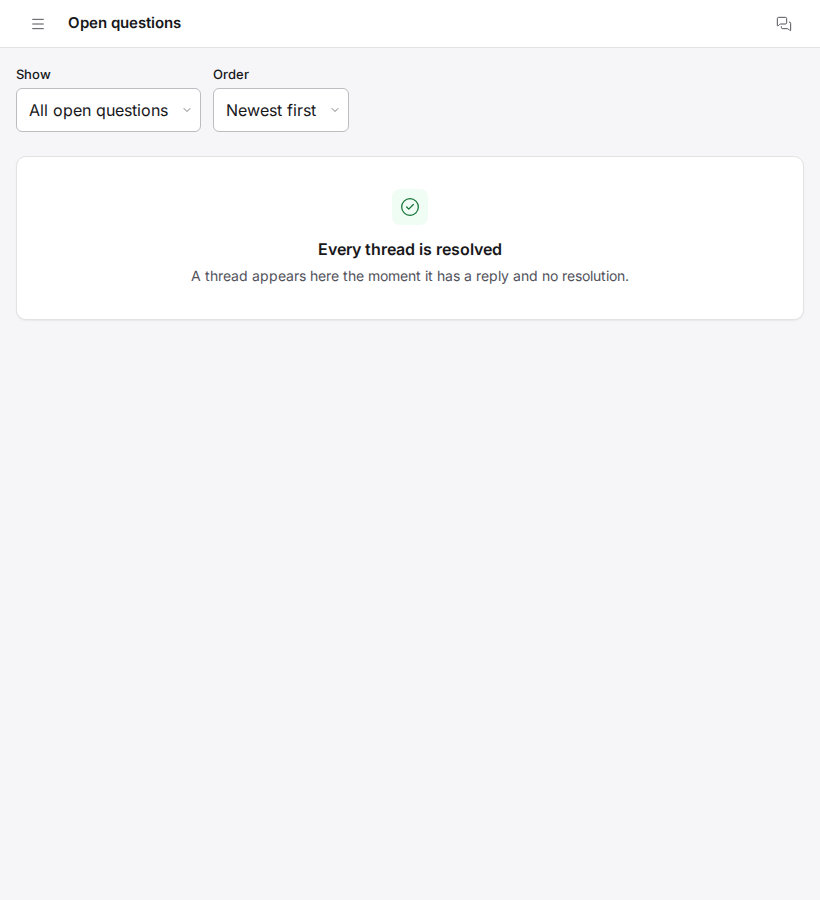 Open questions
Show
Order
All open questions
Newest first
Every thread is resolved
A thread appears here the moment it has a reply and no resolution.